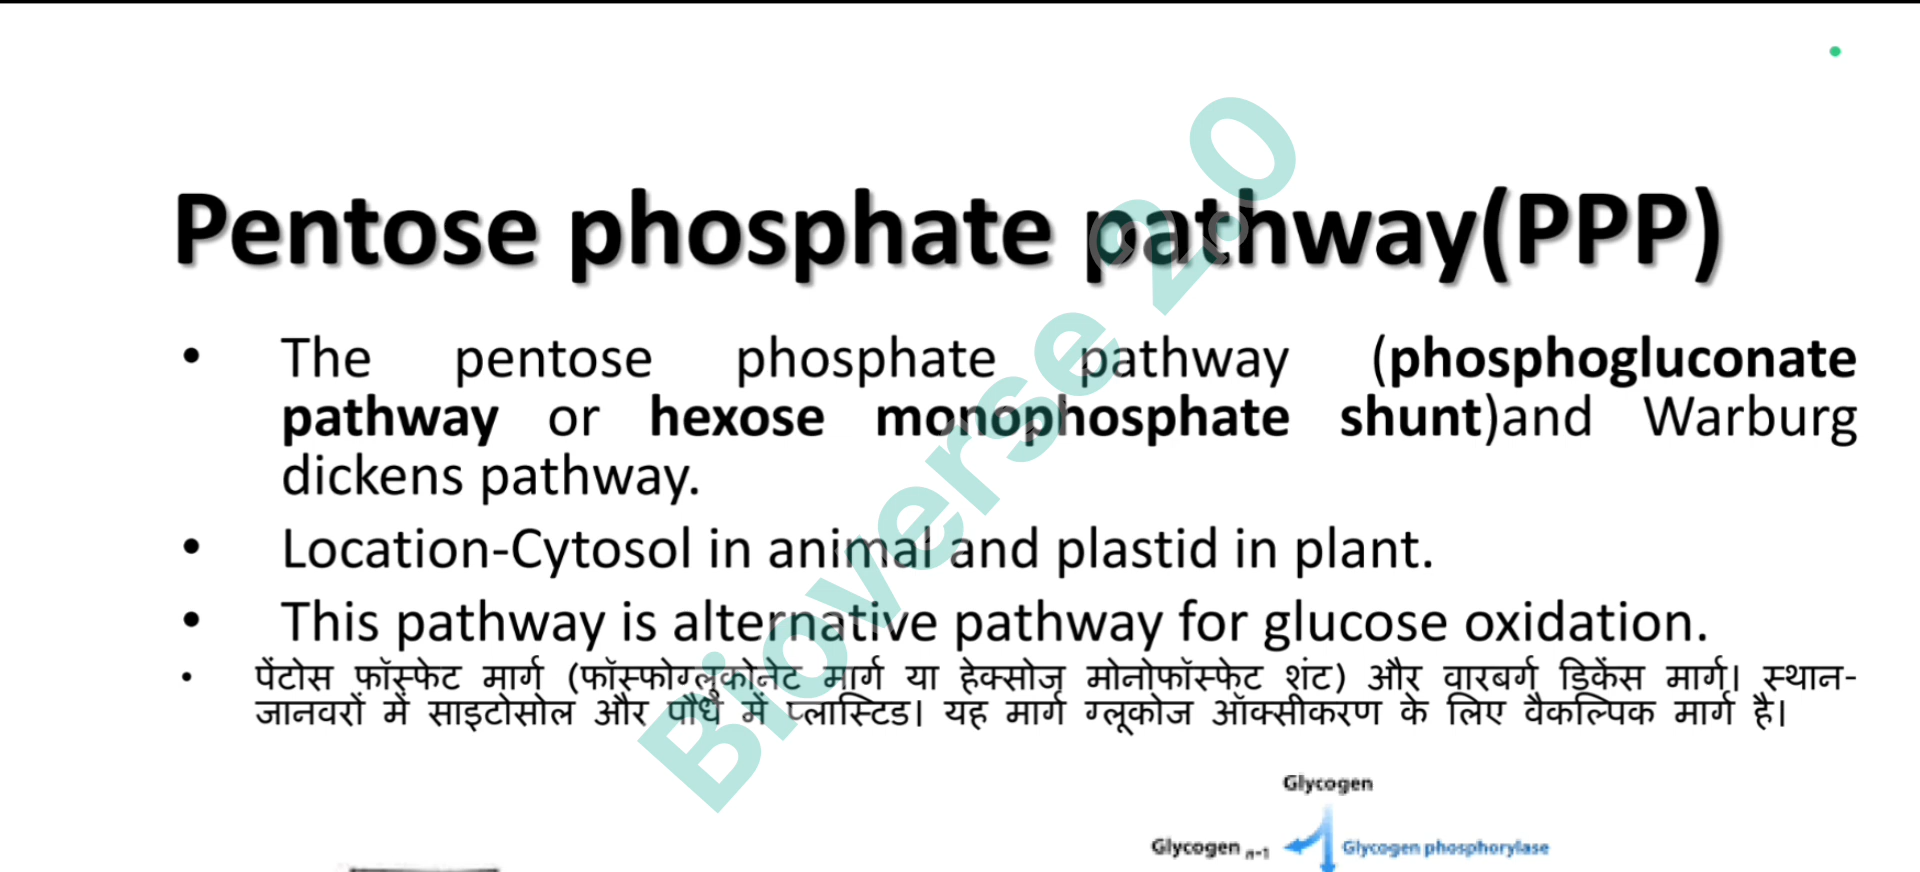 Pentose phosphate pathway(PPP)
• The pentose phosphate pathway (phosphogluconate
pathway or hexose monophosphate shunt)and Warburg
dickens pathway.
• Location-Cytosol in animal and plastid in plant.
• This pathway is alternative pathway for glucose oxidation.
• पेंटोस फॉस्फेट मार्ग (फॉस्फोग्लूकोनेट मार्ग या हेक्सोज मोनोफॉस्फेट शंट) और वारबर्ग डिकेंस मार्ग। स्थान-
जानवरों में साइटोसोल और पौधे में प्लास्टिड। यह मार्ग ग्लूकोज ऑक्सीकरण के लिए वैकल्पिक मार्ग है।
Bioverse 2.0
Glycogen
Glycogen n-1 Glycogen phosphorylase